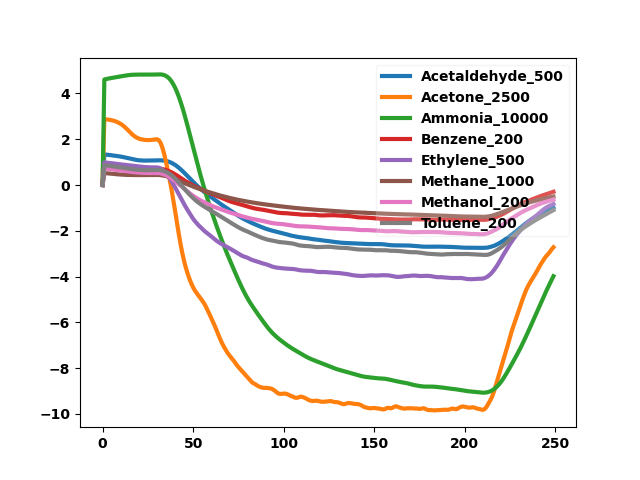 Acetaldehyde_500
Acetone_2500
Ammonia_10000
Benzene_200
Ethylene_500
Methane_1000
Methanol_200
Toluene_200
4
2
0
−2
−4
−6
−8
−10
0 50 100 150 200 250